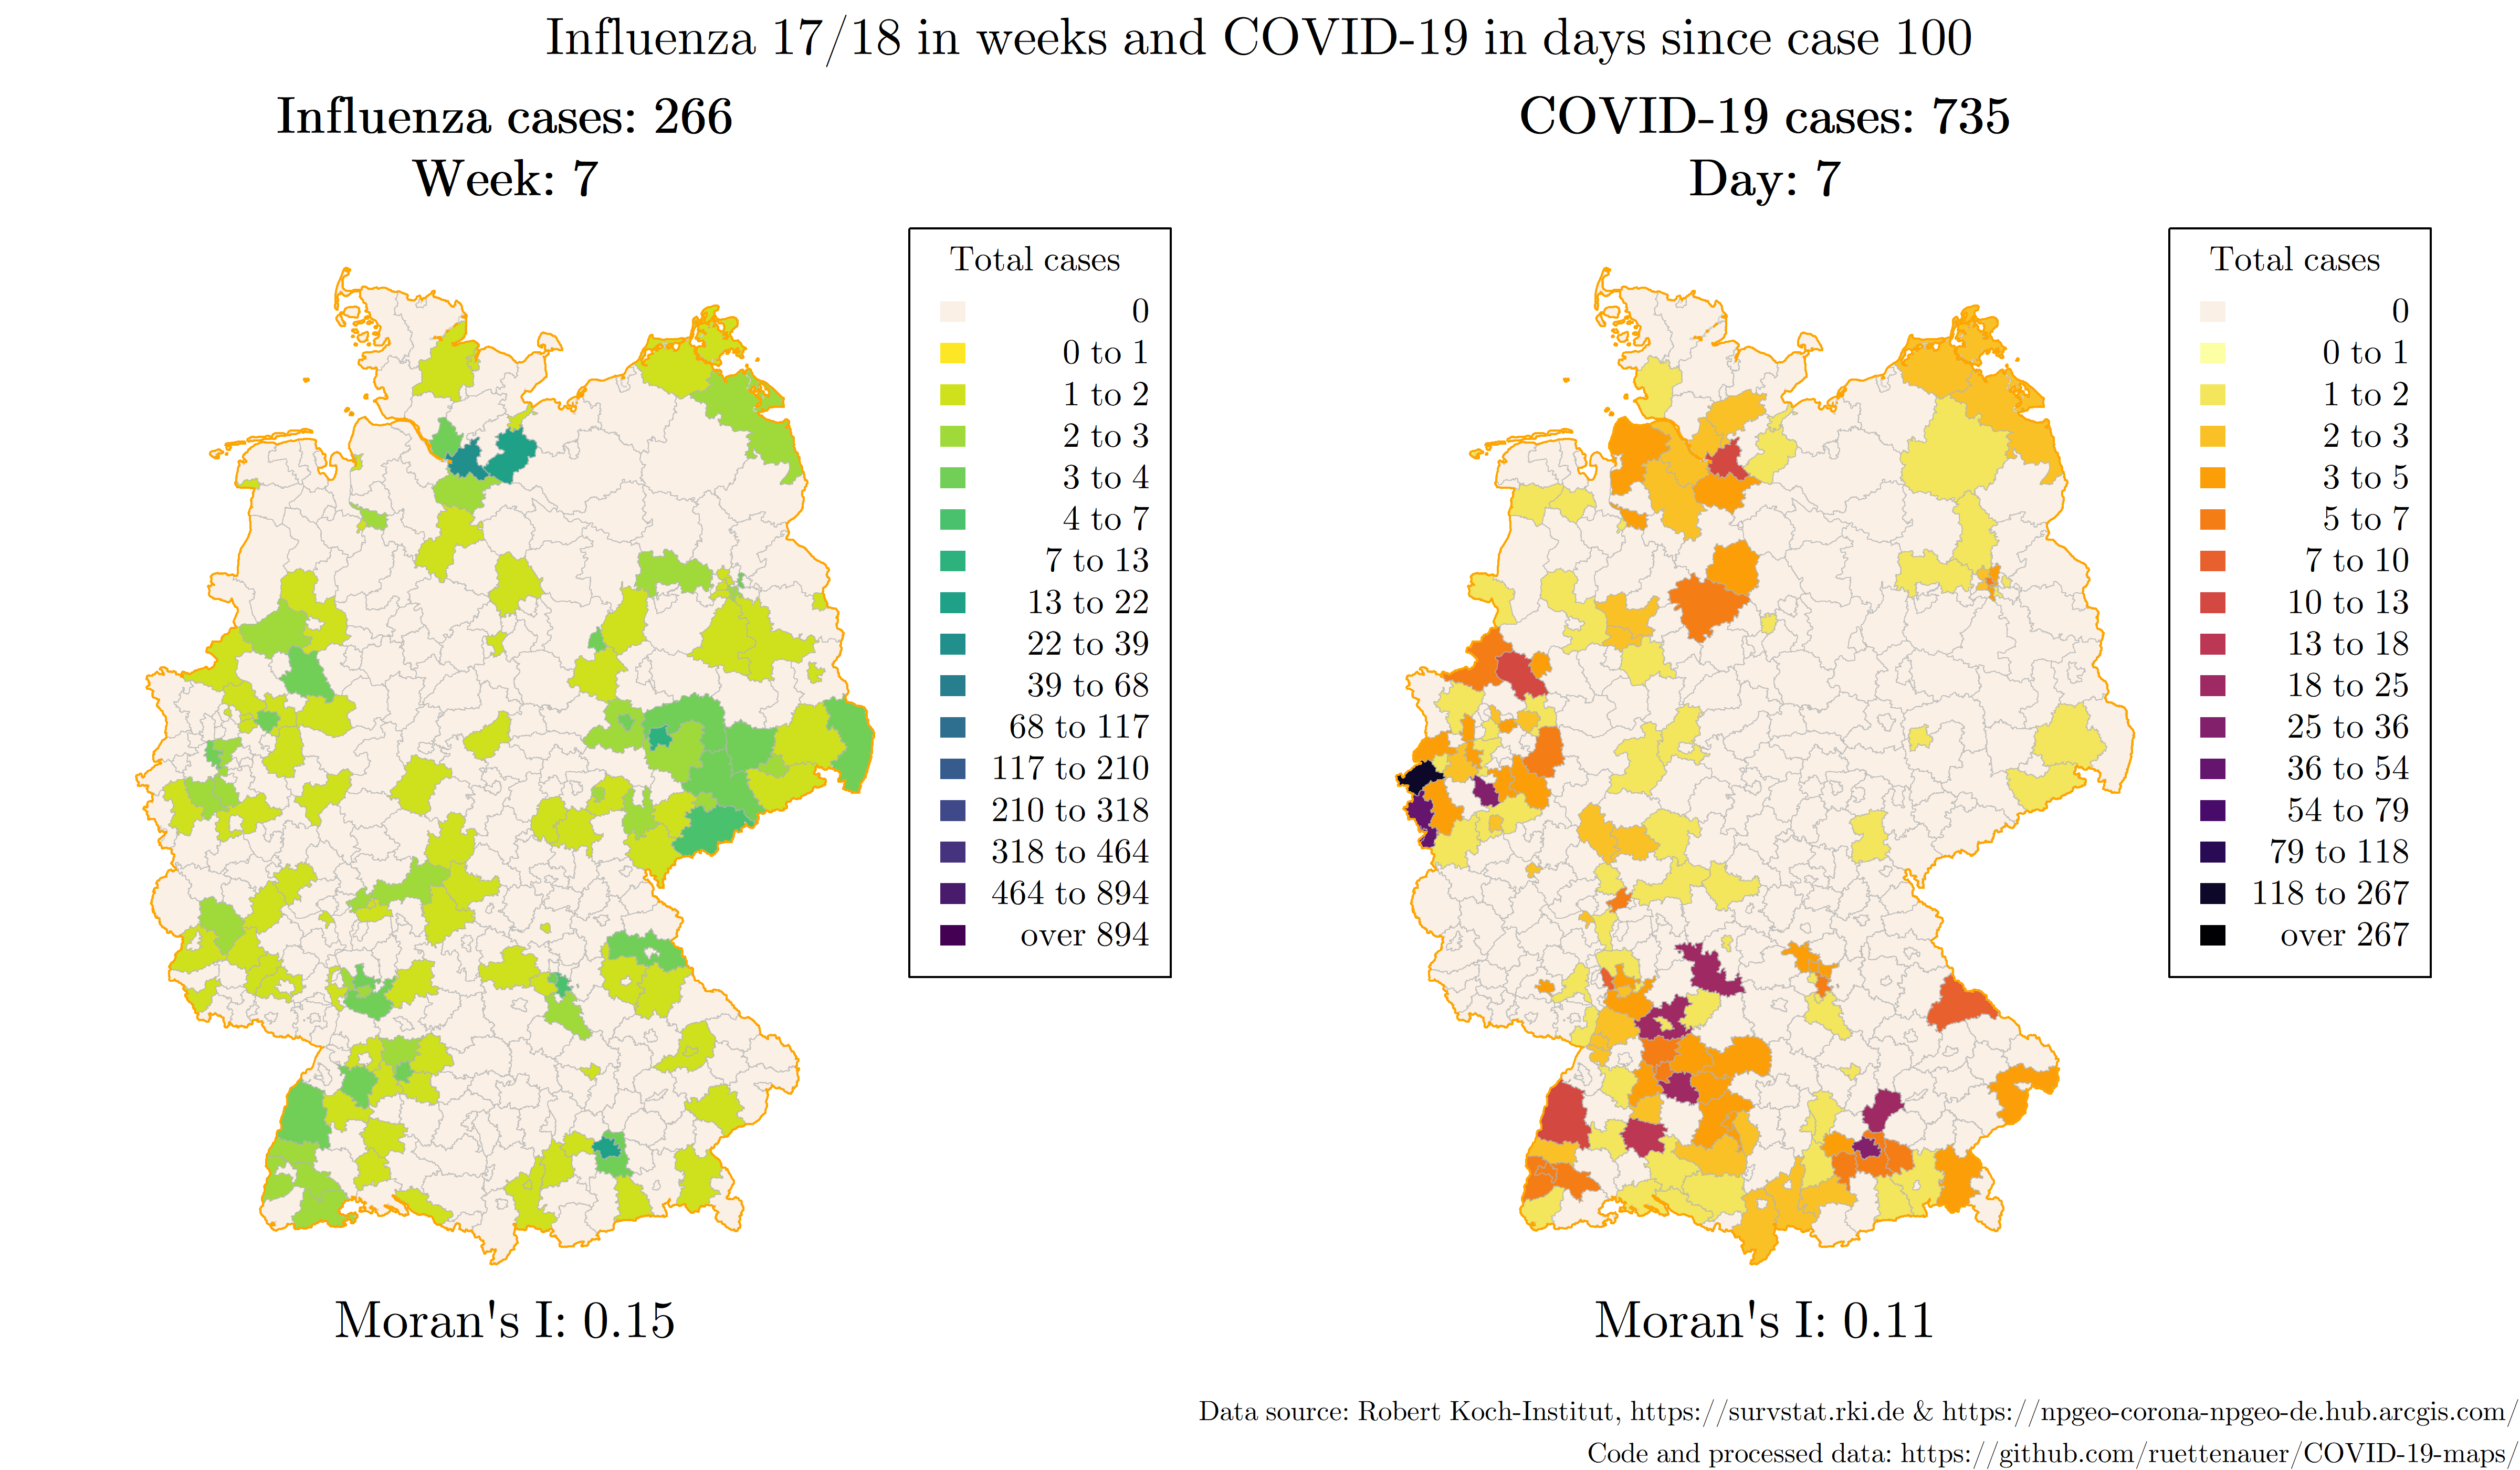 Influenza 17/18 in weeks and COVID-19 in days since case 100
Influenza cases: 266
Week: 7
Total cases
0
0 to 1
1 to 2
2 to 3
3 to 4
4 to 7
7 to 13
13 to 22
22 to 39
39 to 68
68 to 117
117 to 210
210 to 318
318 to 464
464 to 894
over 894
Moran's I: 0.15
COVID-19 cases: 735
Day: 7
Total cases
0
0 to 1
1 to 2
2 to 3
3 to 5
5 to 7
7 to 10
10 to 13
13 to 18
18 to 25
25 to 36
36 to 54
54 to 79
79 to 118
118 to 267
over 267
Moran's I: 0.11
Data source: Robert Koch-Institut, https://survstat.rki.de & https://npgeo-corona-npgeo-de.hub.arcgis.com/
Code and processed data: https://github.com/ruettenauer/COVID-19-maps/